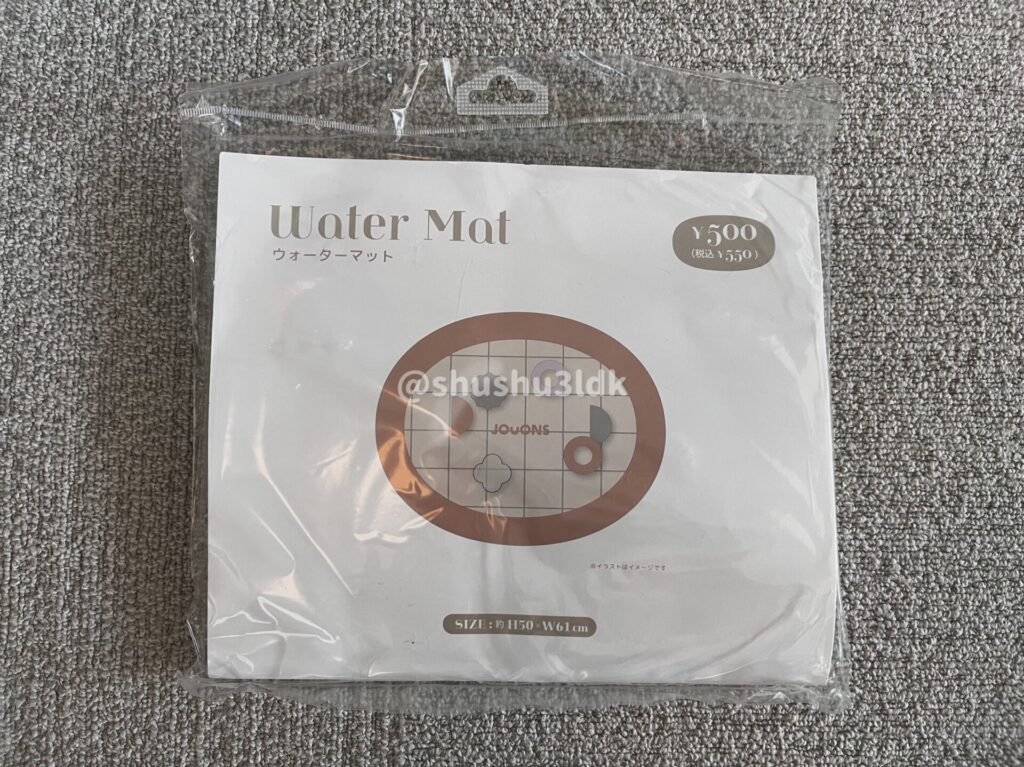 Water Mat
ウォーターマット
¥500
(税込 ¥550)
@shushu3ldk
JOUONS
※イラストはイメージです
SIZE : 約 H50×W61cm